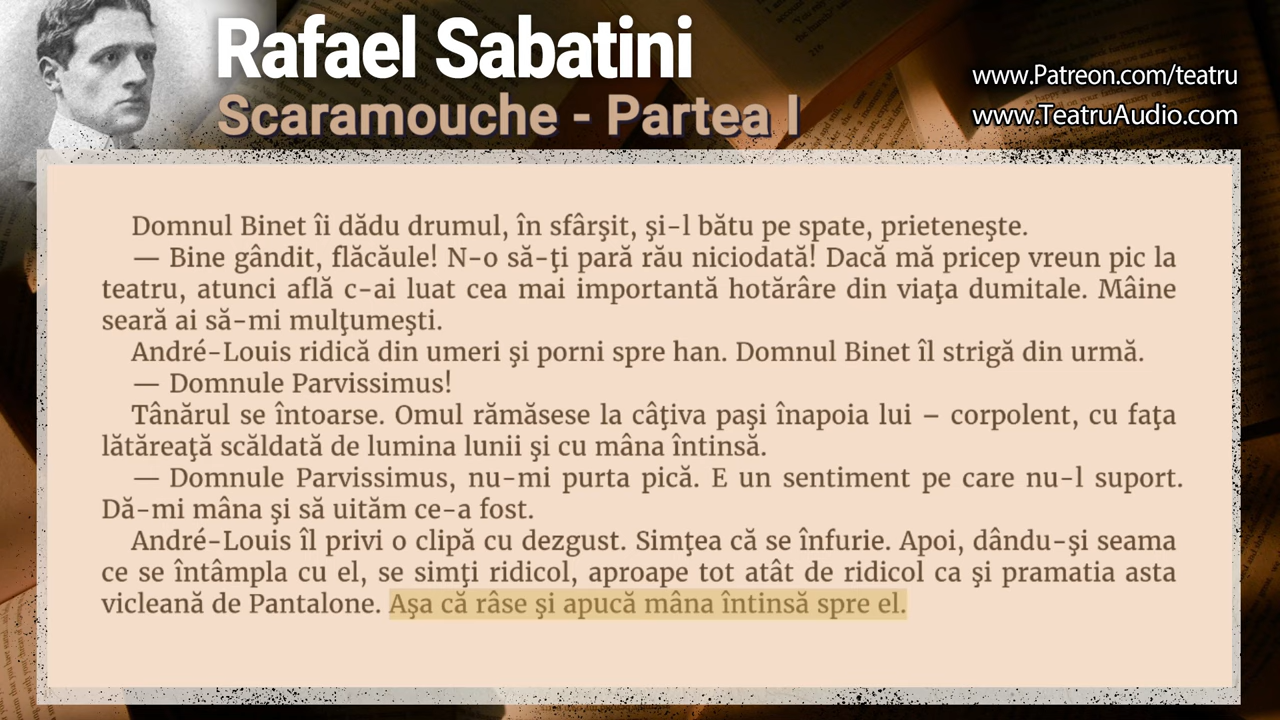 Rafael Sabatini
Scaramouche - Partea I
www.Patreon.com/teatru
www.TeatruAudio.com
Domnul Binet îi dădu drumul, în sfârşit, şi-l bătu pe spate, prieteneşte.
— Bine gândit, flăcăule! N-o să-ţi pară rău niciodată! Dacă mă pricep vreun pic la
teatru, atunci află c-ai luat cea mai importantă hotărâre din viaţa dumitale. Mâine
seară ai să-mi mulţumeşti.
André-Louis ridică din umeri şi porni spre han. Domnul Binet îl strigă din urmă.
— Domnule Parvissimus!
Tânărul se întoarse. Omul rămăsese la câţiva paşi înapoia lui – corpolent, cu faţa
lătăreaţă scăldată de lumina lunii şi cu mâna întinsă.
— Domnule Parvissimus, nu-mi purta pică. E un sentiment pe care nu-l suport.
Dă-mi mâna şi să uităm ce-a fost.
André-Louis îl privi o clipă cu dezgust. Simţea că se înfurie. Apoi, dându-şi seama
ce se întâmpla cu el, se simţi ridicol, aproape tot atât de ridicol ca şi pramatia asta
vicleană de Pantalone. Aşa că râse şi apucă mâna întinsă spre el.